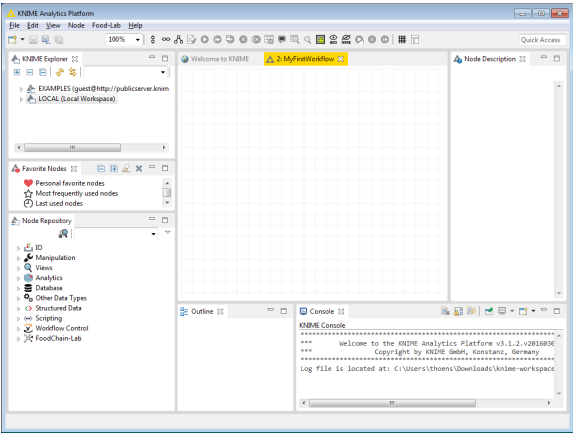 KNIME Analytics Platform
File Edit View Node Food-Lab Help
100%
Quick Access
KNIME Explorer
EXAMPLES (guest@http://publicserver.knim
LOCAL (Local Workspace)
Favorite Nodes
Personal favorite nodes
Most frequently used nodes
Last used nodes
Node Repository
IO
Manipulation
Views
Analytics
Database
Other Data Types
Structured Data
Scripting
Workflow Control
FoodChain-Lab
Welcome to KNIME
2: MyFirstWorkflow
Node Description
Outline
Console
KNIME Console
***********************************************************
*** Welcome to the KNIME Analytics Platform v3.1.2.v2016030
*** Copyright by KNIME GmbH, Konstanz, Germany
***********************************************************
Log file is located at: C:\Users\thoens\Downloads\knime-workspace